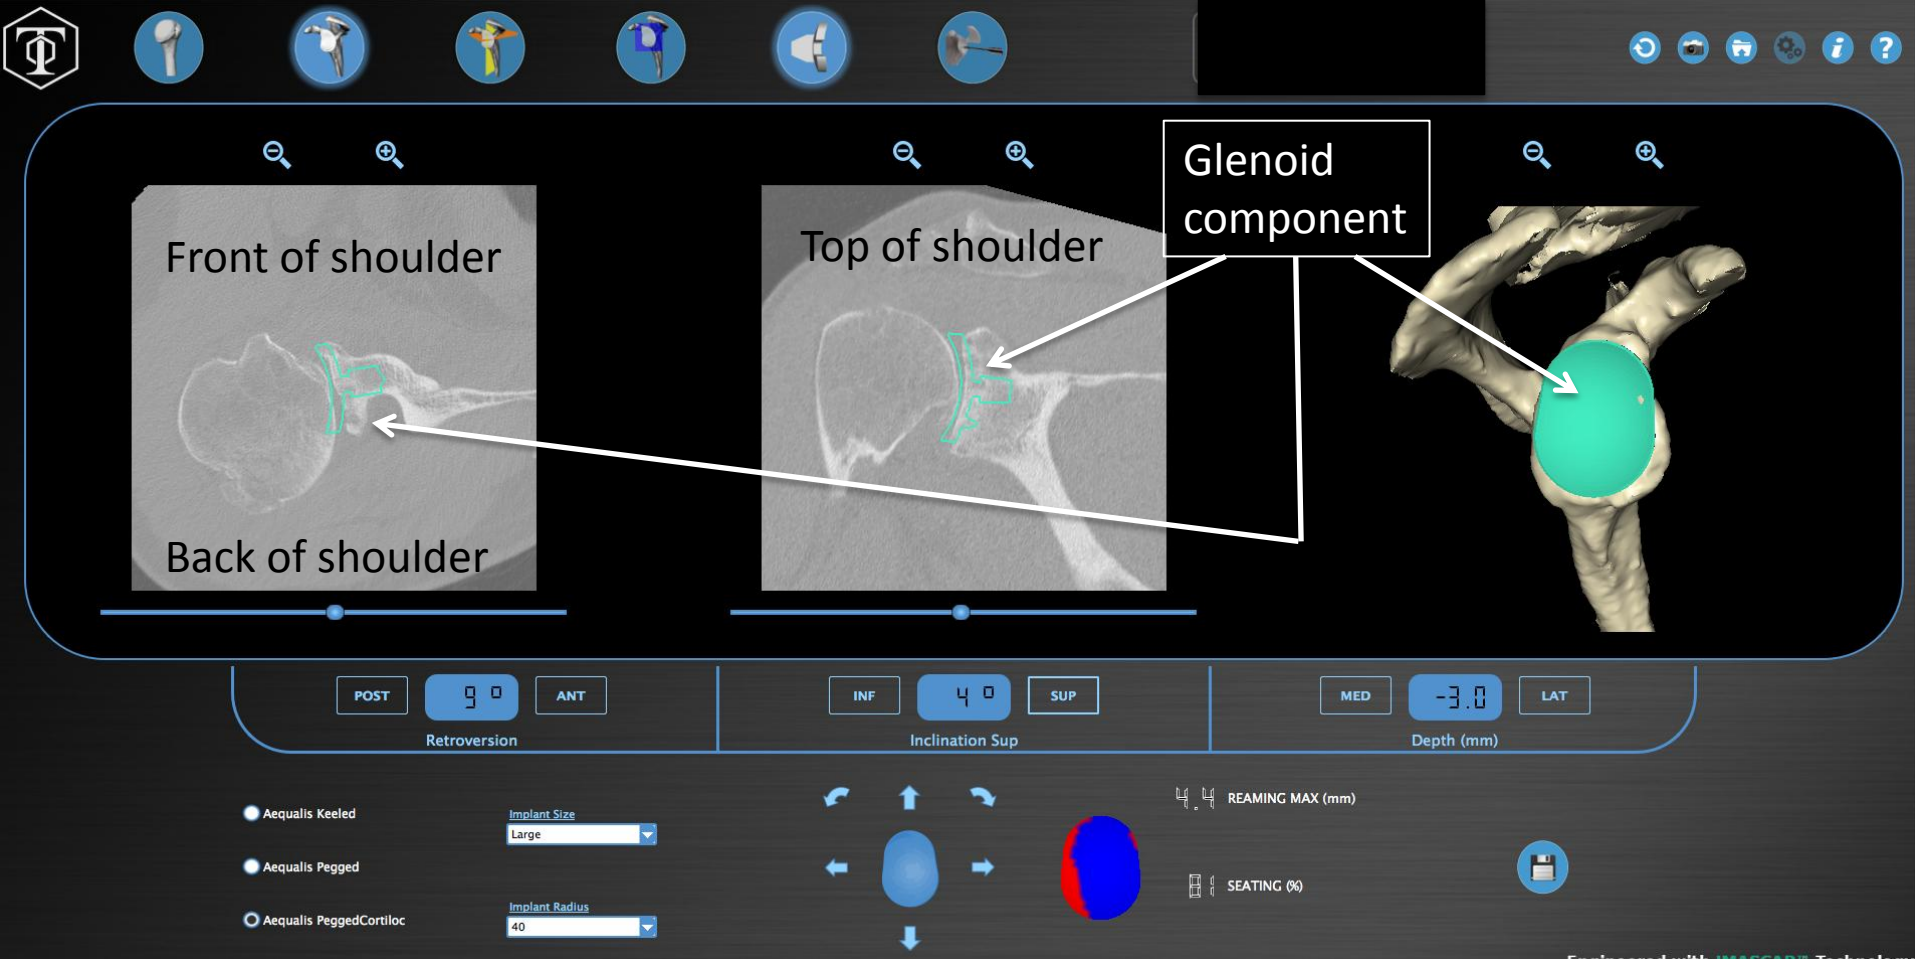 Glenoid
component
Front of shoulder
Top of shoulder
Back of shoulder
POST
9°
ANT
Retroversion
INF
4°
SUP
Inclination Sup
MED
-3.0
LAT
Depth (mm)
Aequalis Keeled
Aequalis Pegged
Aequalis PeggedCortiloc
Implant Size
Large
Implant Radius
40
4.4 REAMING MAX (mm)
81 SEATING (%)